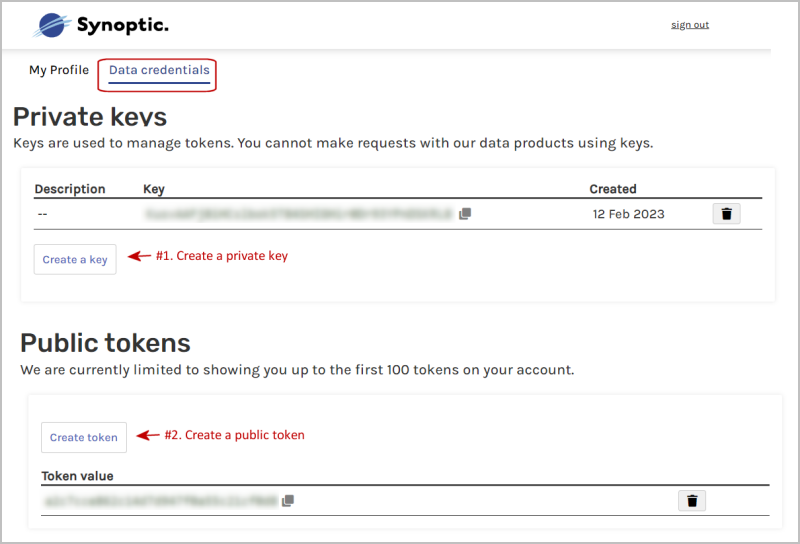 Synoptic.
sign out
My Profile Data credentials
Private keys
Keys are used to manage tokens. You cannot make requests with our data products using keys.
Description Key Created
-- 12 Feb 2023
Create a key #1. Create a private key
Public tokens
We are currently limited to showing you up to the first 100 tokens on your account.
Create token #2. Create a public token
Token value